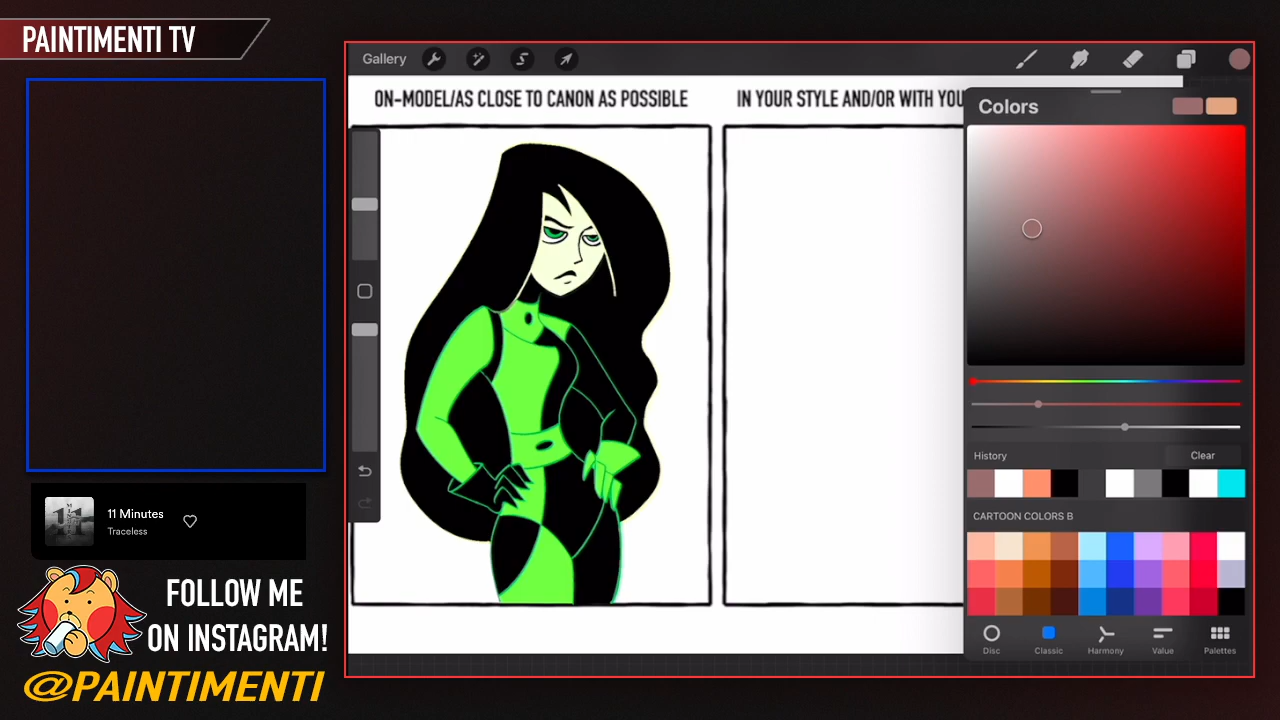 PAINTIMENTI TV
Gallery
ON-MODEL/AS CLOSE TO CANON AS POSSIBLE
IN YOUR STYLE AND/OR WITH YOU
Colors
History
Clear
CARTOON COLORS B
Disc
Classic
Harmony
Value
Palettes
11 Minutes
Traceless
FOLLOW ME
ON INSTAGRAM!
@PAINTIMENTI